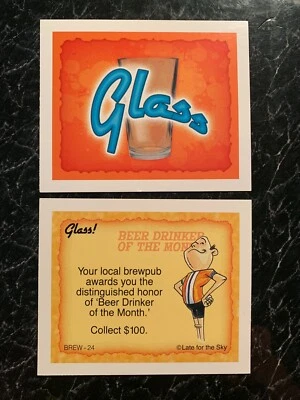 Glass
Glass!
BEER DRINKER
OF THE MONTH
Your local brewpub
awards you the
distinguished honor
of 'Beer Drinker
of the Month.'
Collect $100.
BREW - 24
©Late for the Sky